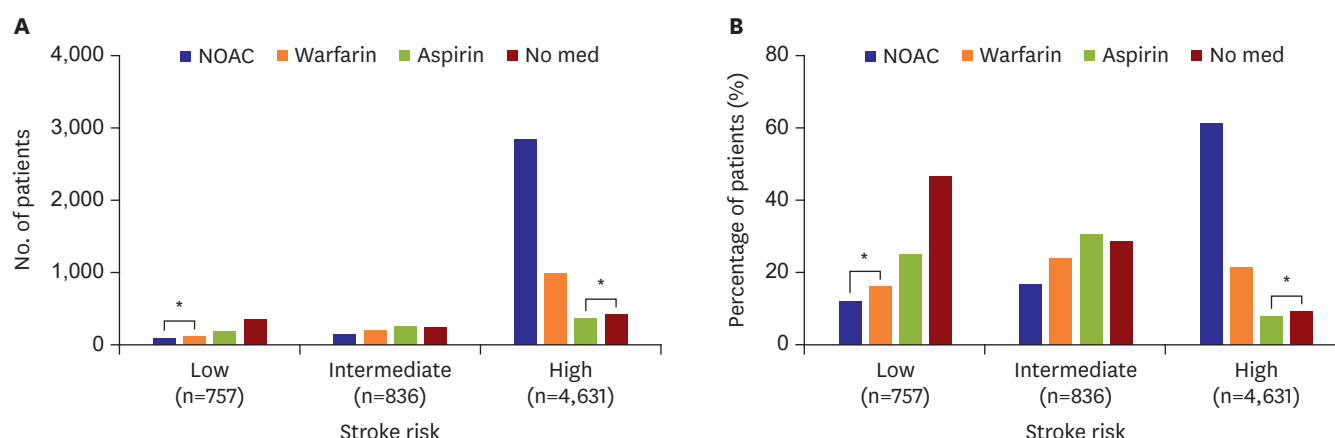 A
NOAC Warfarin Aspirin No med
No. of patients
4,000
3,000
2,000
1,000
0
*
*
Low
(n=757)
Intermediate
(n=836)
High
(n=4,631)
Stroke risk
B
NOAC Warfarin Aspirin No med
Percentage of patients (%)
80
60
40
20
0
*
*
Low
(n=757)
Intermediate
(n=836)
High
(n=4,631)
Stroke risk